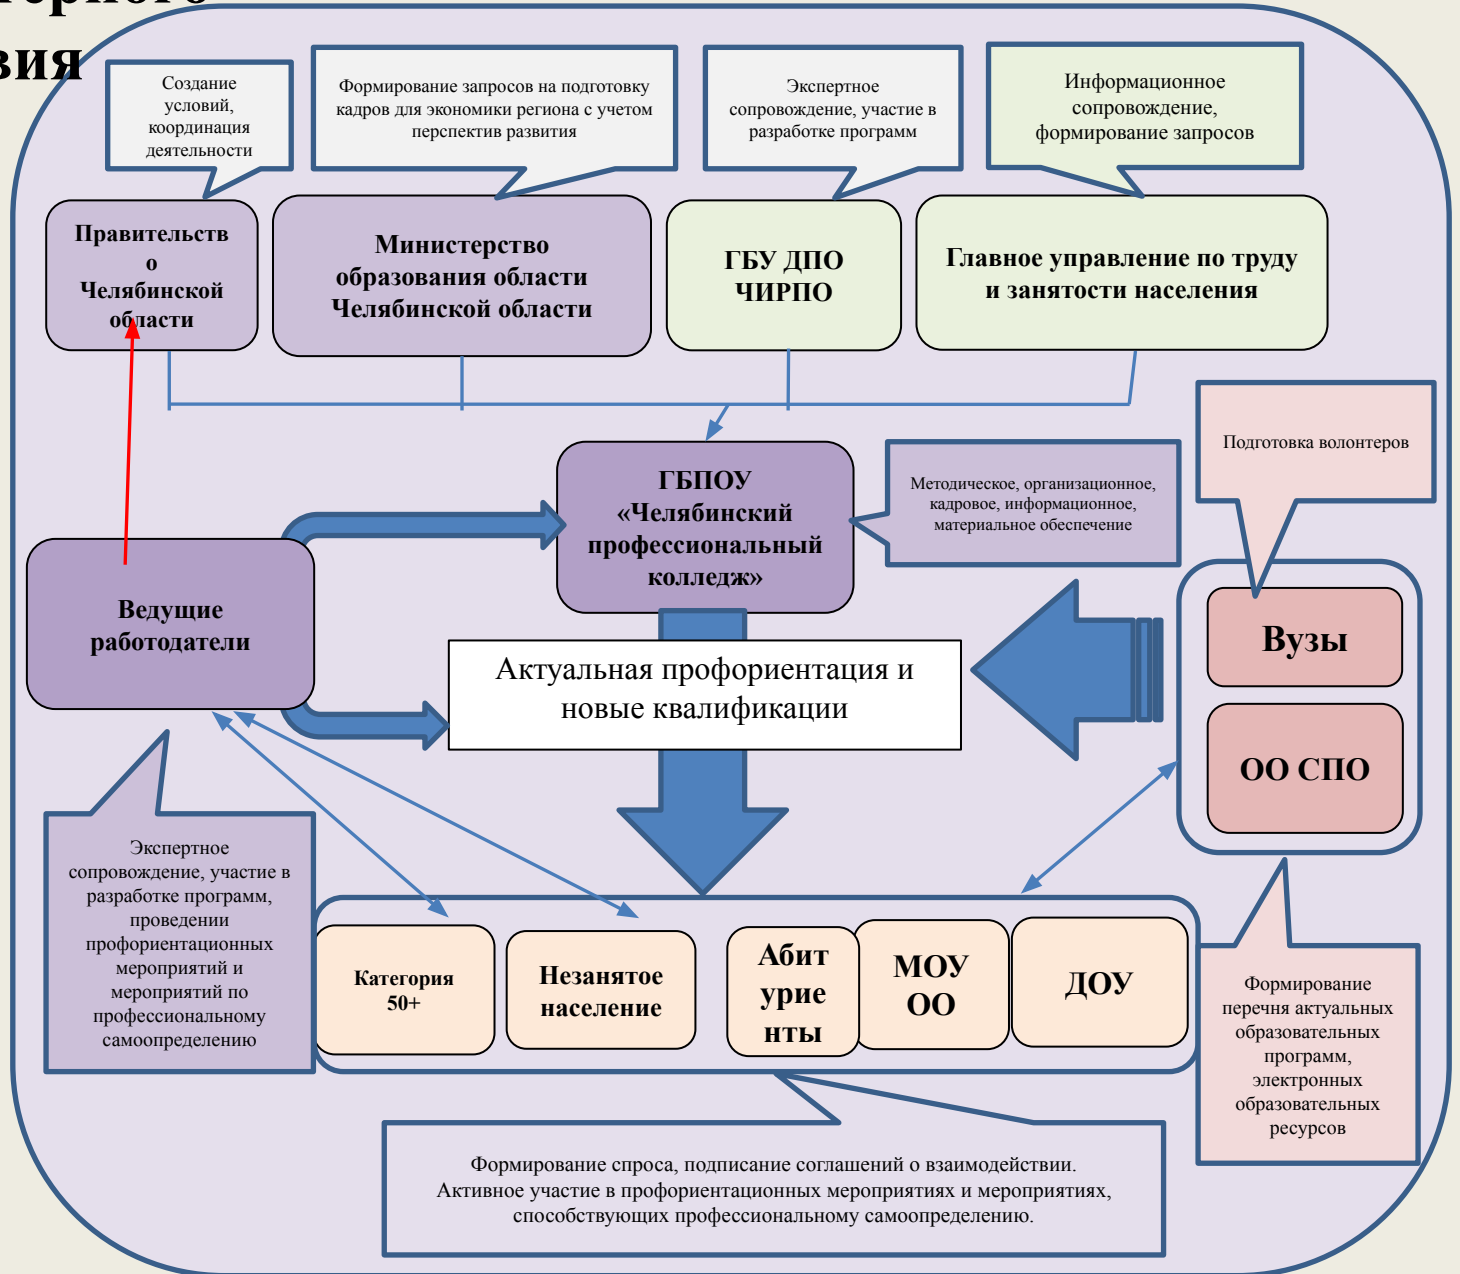 Создание
условий,
координация
деятельности
Формирование запросов на подготовку
кадров для экономики региона с учетом
перспектив развития
Экспертное
сопровождение, участие в
разработке программ
Информационное
сопровождение,
формирование запросов
Правительств
о
Челябинской
области
Министерство
образования области
Челябинской области
ГБУ ДПО
ЧИРПО
Главное управление по труду
и занятости населения
Подготовка волонтеров
ГБПОУ
«Челябинский
профессиональный
колледж»
Методическое, организационное,
кадровое, информационное,
материальное обеспечение
Ведущие
работодатели
Актуальная профориентация и
новые квалификации
Вузы
ОО СПО
Экспертное
сопровождение, участие в
разработке программ,
проведении
профориентационных
мероприятий и
мероприятий по
профессиональному
самоопределению
Категория
50+
Незанятое
население
Абит
урие
нты
МОУ
ОО
ДОУ
Формирование
перечня актуальных
образовательных
программ,
электронных
образовательных
ресурсов
Формирование спроса, подписание соглашений о взаимодействии.
Активное участие в профориентационных мероприятиях и мероприятиях,
способствующих профессиональному самоопределению.